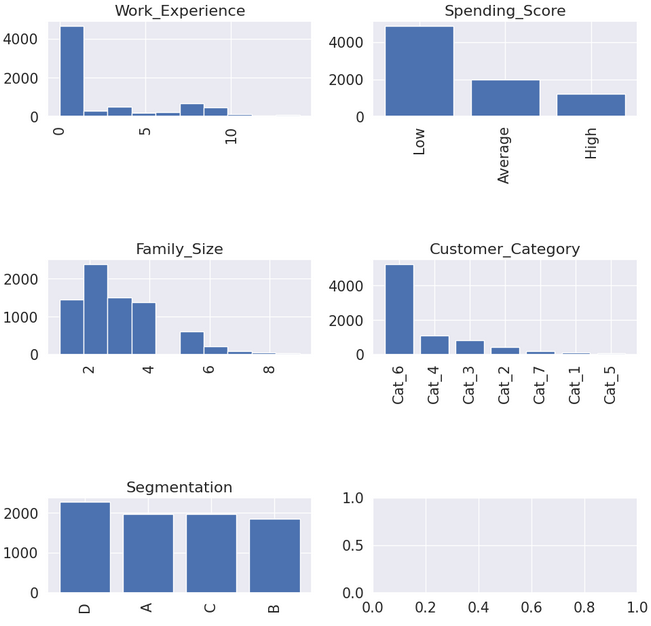 Work_Experience
4000
2000
0
0
5
10
Spending_Score
4000
2000
0
Low
Average
High
Family_Size
2000
1000
0
2
4
6
8
Customer_Category
4000
2000
0
Cat_6
Cat_4
Cat_3
Cat_2
Cat_7
Cat_1
Cat_5
Segmentation
2000
1000
0
D
A
C
B
1.0
0.5
0.0
0.0 0.2 0.4 0.6 0.8 1.0